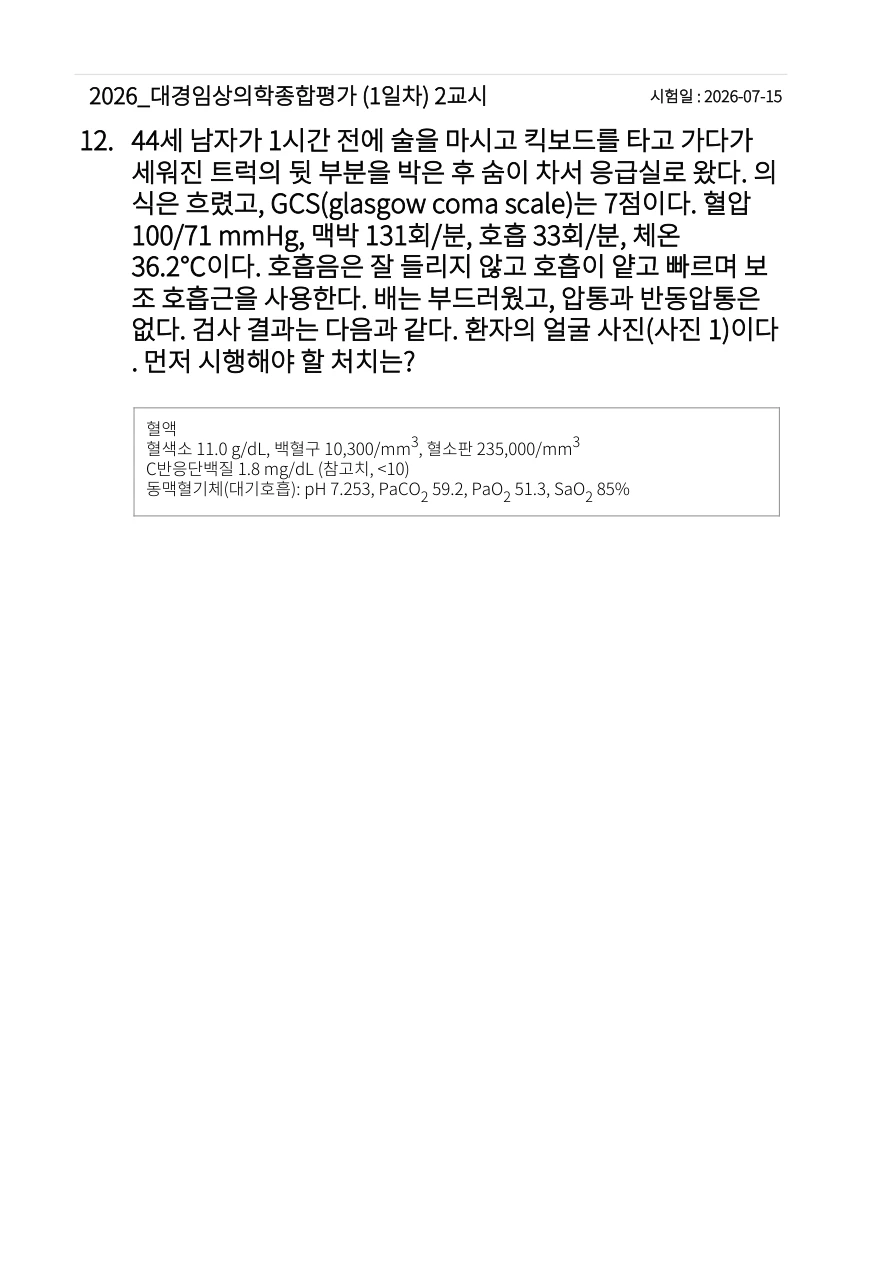 2026_대경임상의학종합평가 (1일차) 2교시
시험일 : 2026-07-15
12. 44세 남자가 1시간 전에 술을 마시고 킥보드를 타고 가다가
세워진 트럭의 뒷 부분을 박은 후 숨이 차서 응급실로 왔다. 의
식은 흐렸고, GCS(glasgow coma scale)는 7점이다. 혈압
100/71 mmHg, 맥박 131회/분, 호흡 33회/분, 체온
36.2℃이다. 호흡음은 잘 들리지 않고 호흡이 얕고 빠르며 보
조 호흡근을 사용한다. 배는 부드러웠고, 압통과 반동압통은
없다. 검사 결과는 다음과 같다. 환자의 얼굴 사진(사진 1)이다
. 먼저 시행해야 할 처치는?
혈액
혈색소 11.0 g/dL, 백혈구 10,300/mm³, 혈소판 235,000/mm³
C반응단백질 1.8 mg/dL (참고치, <10)
동맥혈기체(대기호흡): pH 7.253, PaCO₂ 59.2, PaO₂ 51.3, SaO₂ 85%